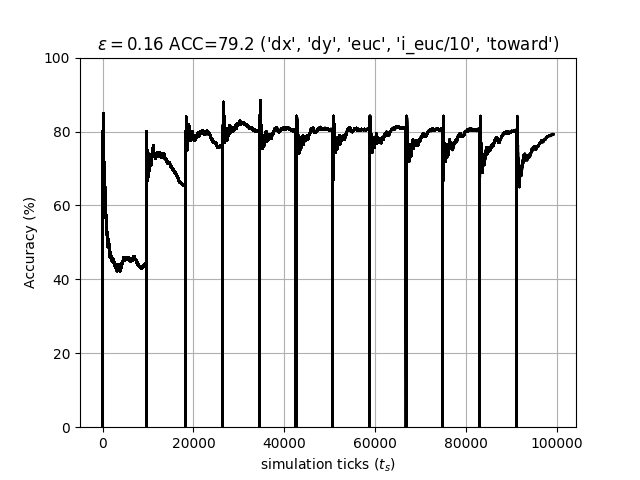 ε = 0.16 ACC=79.2 ('dx', 'dy', 'euc', 'i_euc/10', 'toward')
100
80
60
40
20
0
Accuracy (%)
0 20000 40000 60000 80000 100000
simulation ticks (tₛ)